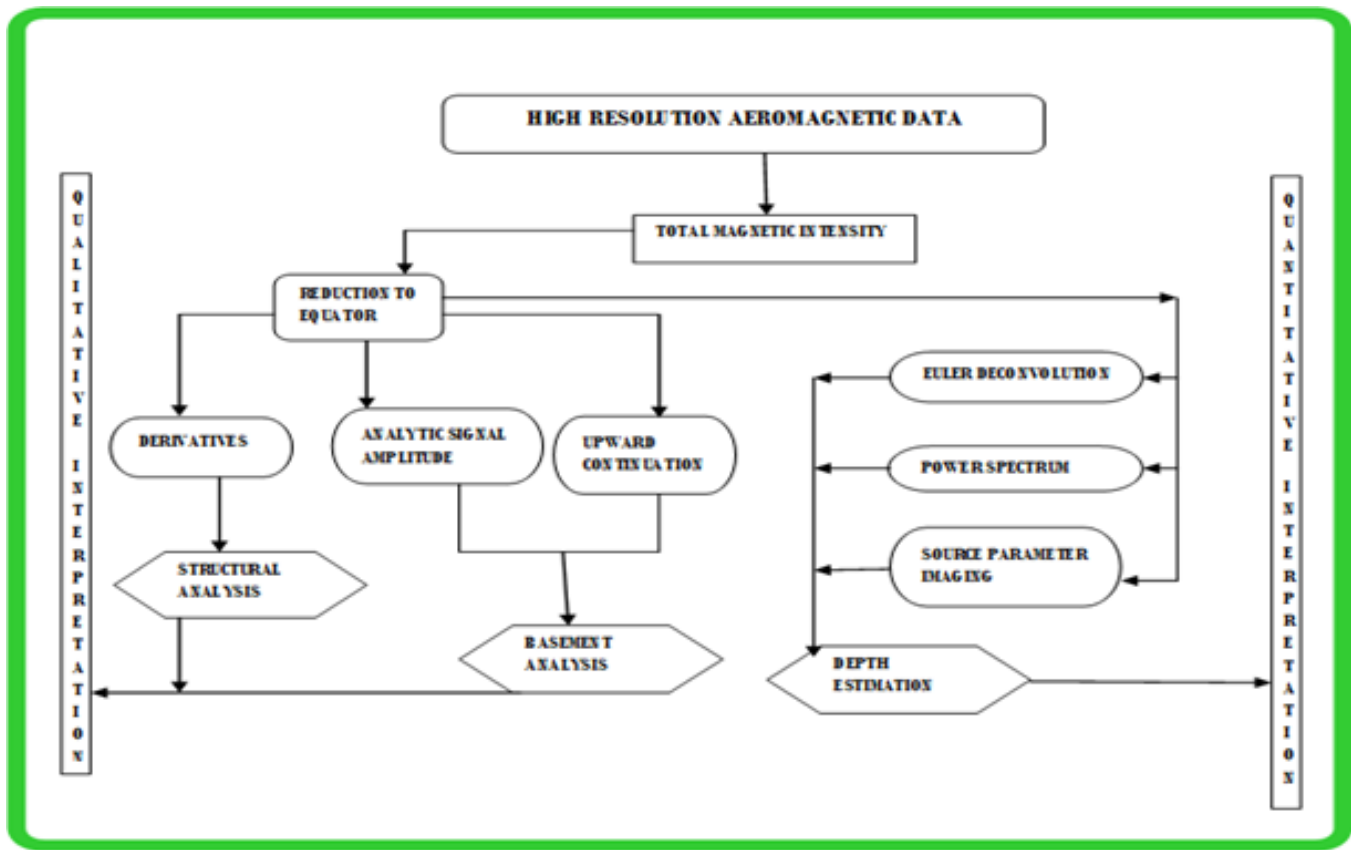 HIGH RESOLUTION AEROMAGNETIC DATA
TOTAL MAGNETIC INTENSITY
REDUCTION TO
EQUATOR
DERIVATIVES
ANALYTIC SIGNAL
AMPLITUDE
UPWARD
CONTINUATION
STRUCTURAL
ANALYSIS
BASEMENT
ANALYSIS
EULER DECONVOLUTION
POWER SPECTRUM
SOURCE PARAMETER
IMAGING
DEPTH
ESTIMATION
QUALITATIVE INTERPRETATION
QUANTITATIVE INTERPRETATION